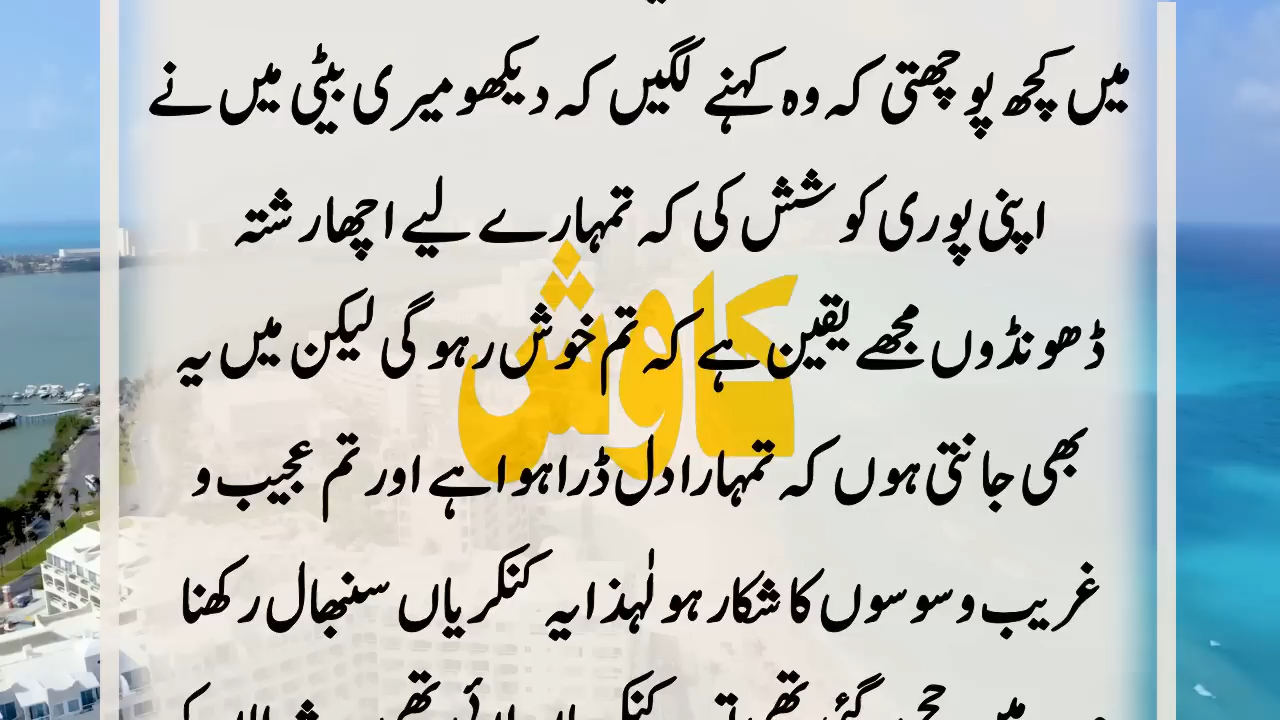 میں کچھ پوچھتی کہ وہ کہنے لگیں کہ دیکھو میری بیٹی میں نے
اپنی پوری کوشش کی کہ تمہارے لیے اچھا رشتہ
ڈھونڈوں مجھے یقین ہے کہ تم خوش رہو گی لیکن میں یہ
بھی جانتی ہوں کہ تمہارا دل ڈرا ہوا ہے اور تم عجیب و
غریب وسوسوں کا شکار ہو لٰہذا یہ کنکریاں سنبھال رکھنا
کاوش